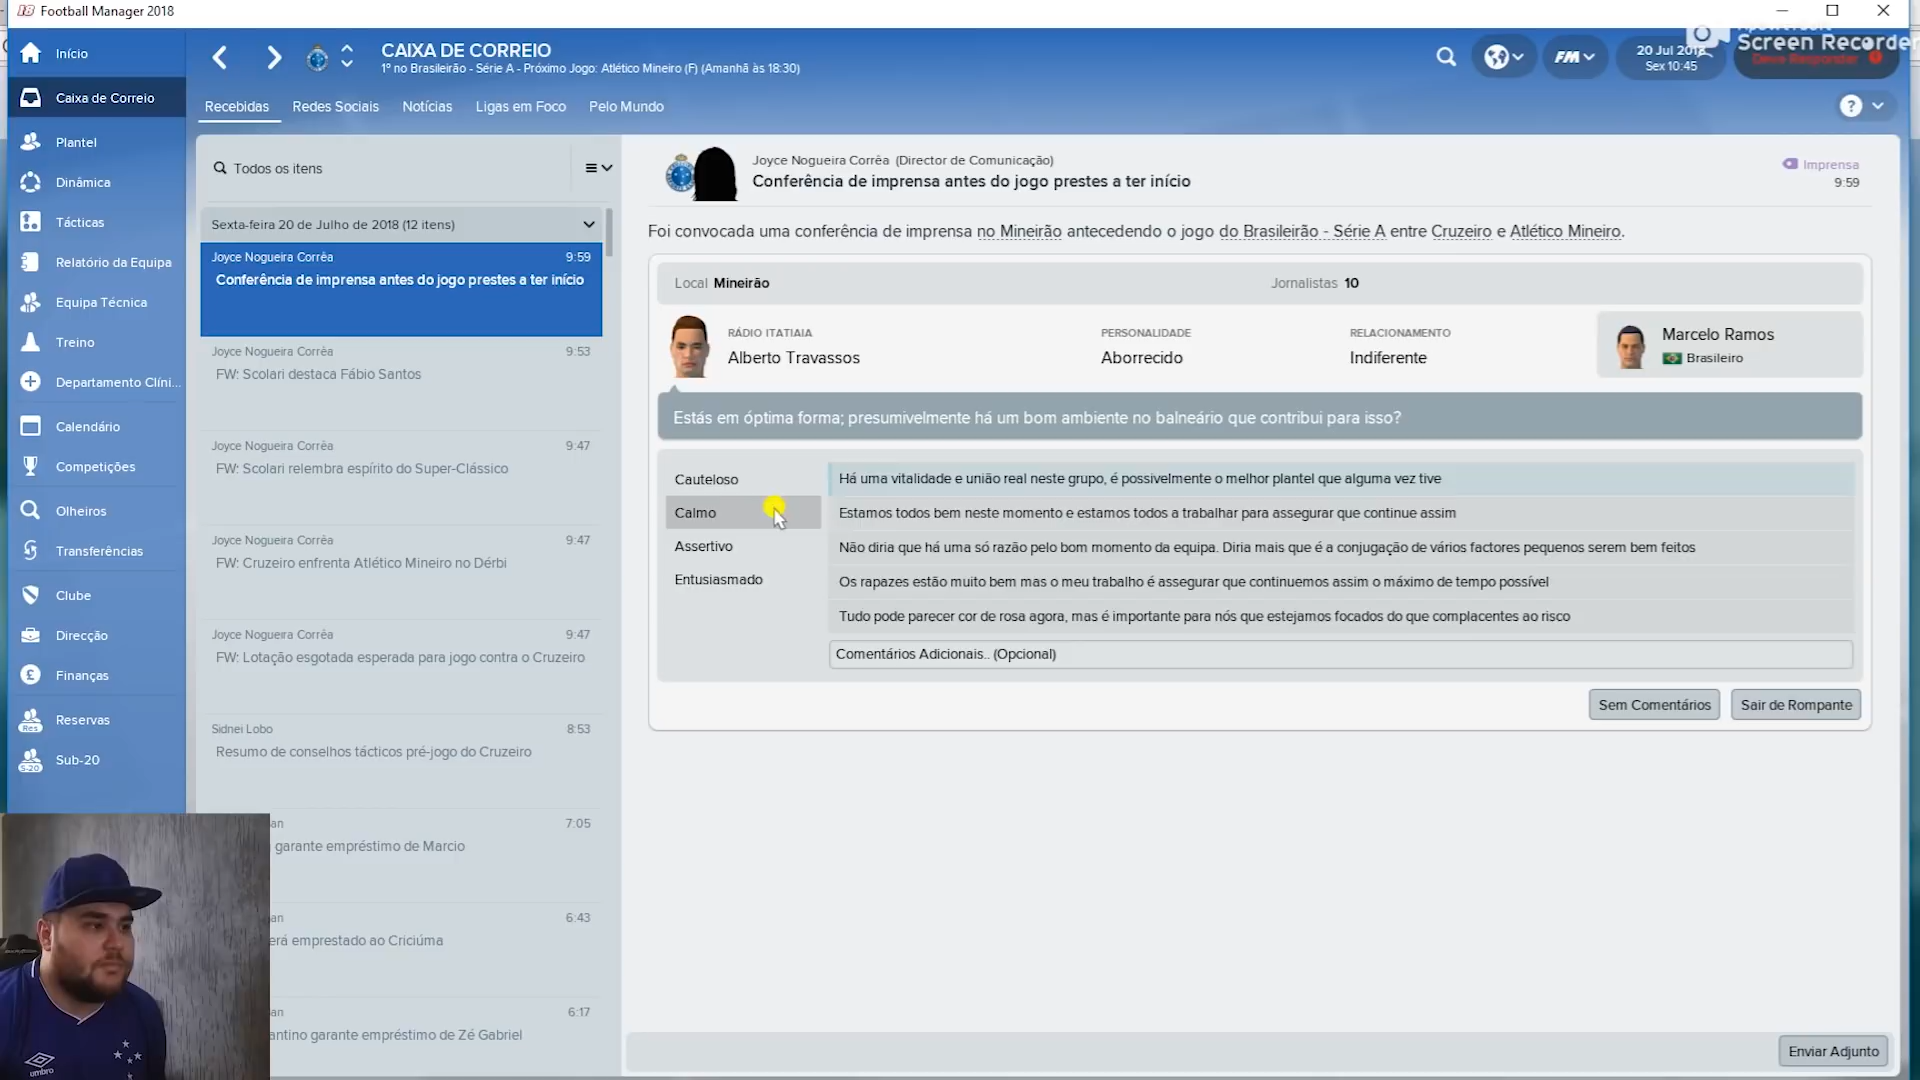 Football Manager 2018
Início
Caixa de Correio
Plantel
Dinâmica
Tácticas
Relatório da Equipa
Equipa Técnica
Treino
Departamento Clíni...
Calendário
Competições
Olheiros
Transferências
Clube
Direcção
Finanças
Reservas
Sub-20
CAIXA DE CORREIO
1º no Brasileirão - Série A - Próximo Jogo: Atlético Mineiro (F) (Amanhã às 18:30)
FM
20 Jul 2018
Sex 10:45
Screen Recorder
Deve Responder
Recebidas
Redes Sociais
Notícias
Ligas em Foco
Pelo Mundo
Todos os itens
Sexta-feira 20 de Julho de 2018 (12 itens)
Joyce Nogueira Corrêa 9:59
Conferência de imprensa antes do jogo prestes a ter início
Joyce Nogueira Corrêa 9:53
FW: Scolari destaca Fábio Santos
Joyce Nogueira Corrêa 9:47
FW: Scolari relembra espírito do Super-Clássico
Joyce Nogueira Corrêa 9:47
FW: Cruzeiro enfrenta Atlético Mineiro no Dérbi
Joyce Nogueira Corrêa 9:47
FW: Lotação esgotada esperada para jogo contra o Cruzeiro
Sidnei Lobo 8:53
Resumo de conselhos tácticos pré-jogo do Cruzeiro
7:05
garante empréstimo de Marcio
6:43
emprestado ao Criciúma
6:17
garante empréstimo de Zé Gabriel
Joyce Nogueira Corrêa (Director de Comunicação)
Conferência de imprensa antes do jogo prestes a ter início
Imprensa
9:59
Foi convocada uma conferência de imprensa no Mineirão antecedendo o jogo do Brasileirão - Série A entre Cruzeiro e Atlético Mineiro.
Local Mineirão
Jornalistas 10
RÁDIO ITATIAIA
Alberto Travassos
PERSONALIDADE
Aborrecido
RELACIONAMENTO
Indiferente
Marcelo Ramos
Brasileiro
Estás em óptima forma; presumivelmente há um bom ambiente no balneário que contribui para isso?
Cauteloso
Calmo
Assertivo
Entusiasmado
Há uma vitalidade e união real neste grupo, é possivelmente o melhor plantel que alguma vez tive
Estamos todos bem neste momento e estamos todos a trabalhar para assegurar que continue assim
Não diria que há uma só razão pelo bom momento da equipa. Diria mais que é a conjugação de vários factores pequenos serem bem feitos
Os rapazes estão muito bem mas o meu trabalho é assegurar que continuemos assim o máximo de tempo possível
Tudo pode parecer cor de rosa agora, mas é importante para nós que estejamos focados do que complacentes ao risco
Comentários Adicionais.. (Opcional)
Sem Comentários
Sair de Rompante
Enviar Adjunto
umbro